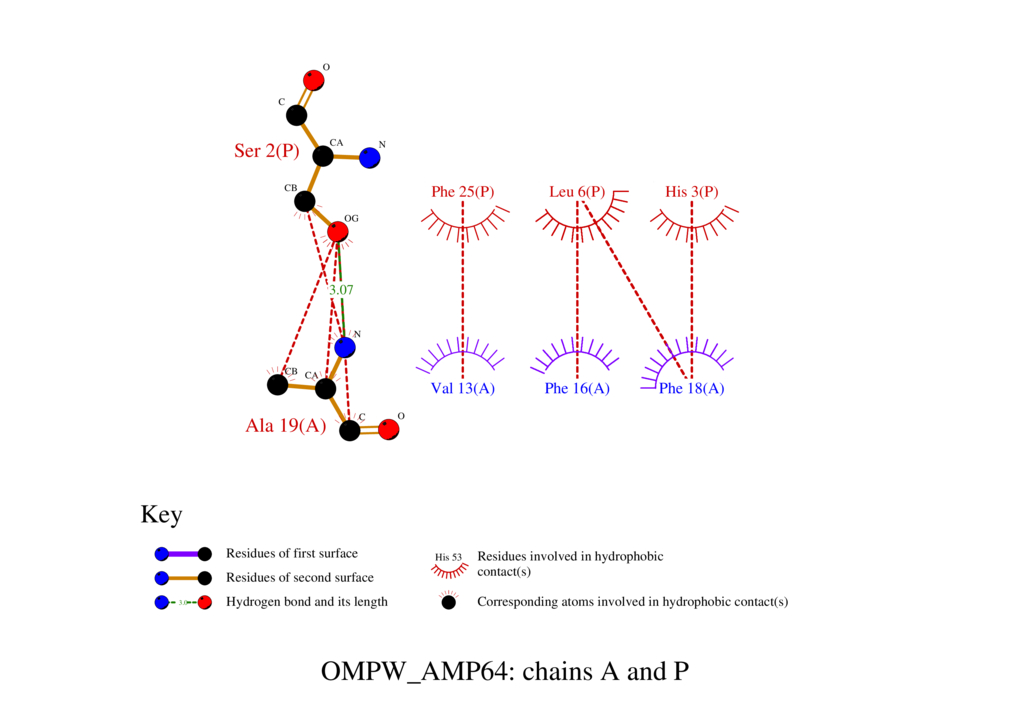 O
C
CA
N
Ser 2(P)
CB
OG
Phe 25(P)
Leu 6(P)
His 3(P)
3.07
N
CB
CA
C
O
Ala 19(A)
Val 13(A)
Phe 16(A)
Phe 18(A)
Key
Residues of first surface
Residues of second surface
Hydrogen bond and its length
His 53
Residues involved in hydrophobic
contact(s)
Corresponding atoms involved in hydrophobic contact(s)
OMPW_AMP64: chains A and P